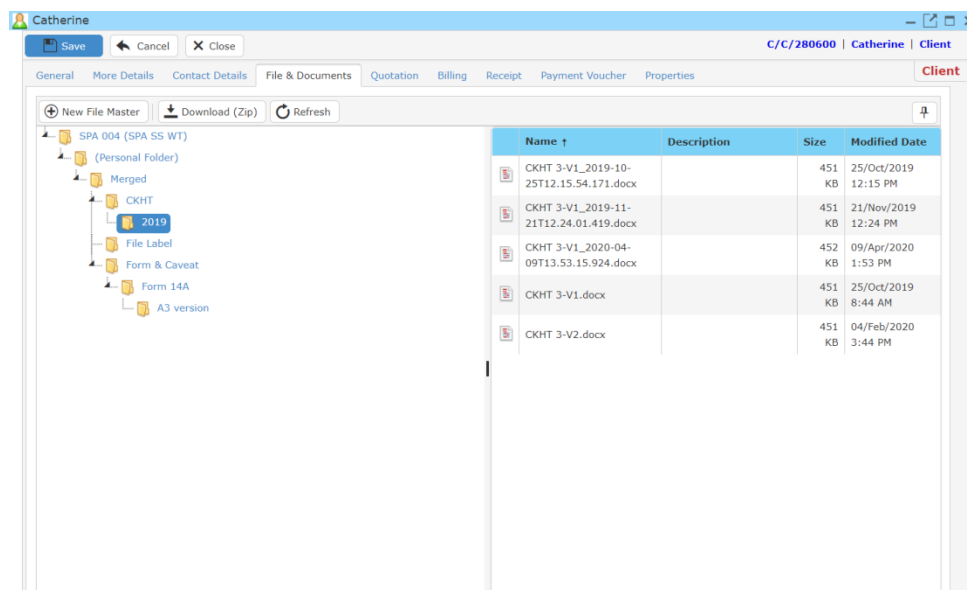 Catherine
Save Cancel Close C/C/280600 | Catherine | Client
General More Details Contact Details File & Documents Quotation Billing Receipt Payment Voucher Properties Client
New File Master Download (Zip) Refresh
SPA 004 (SPA SS WT)
(Personal Folder)
Merged
CKHT
2019
File Label
Form & Caveat
Form 14A
A3 version
Name ↑ Description Size Modified Date
CKHT 3-V1_2019-10- 451 25/Oct/2019
25T12.15.54.171.docx KB 12:15 PM
CKHT 3-V1_2019-11- 451 21/Nov/2019
21T12.24.01.419.docx KB 12:24 PM
CKHT 3-V1_2020-04- 452 09/Apr/2020
09T13.53.15.924.docx KB 1:53 PM
CKHT 3-V1.docx 451 25/Oct/2019
KB 8:44 AM
CKHT 3-V2.docx 451 04/Feb/2020
KB 3:44 PM